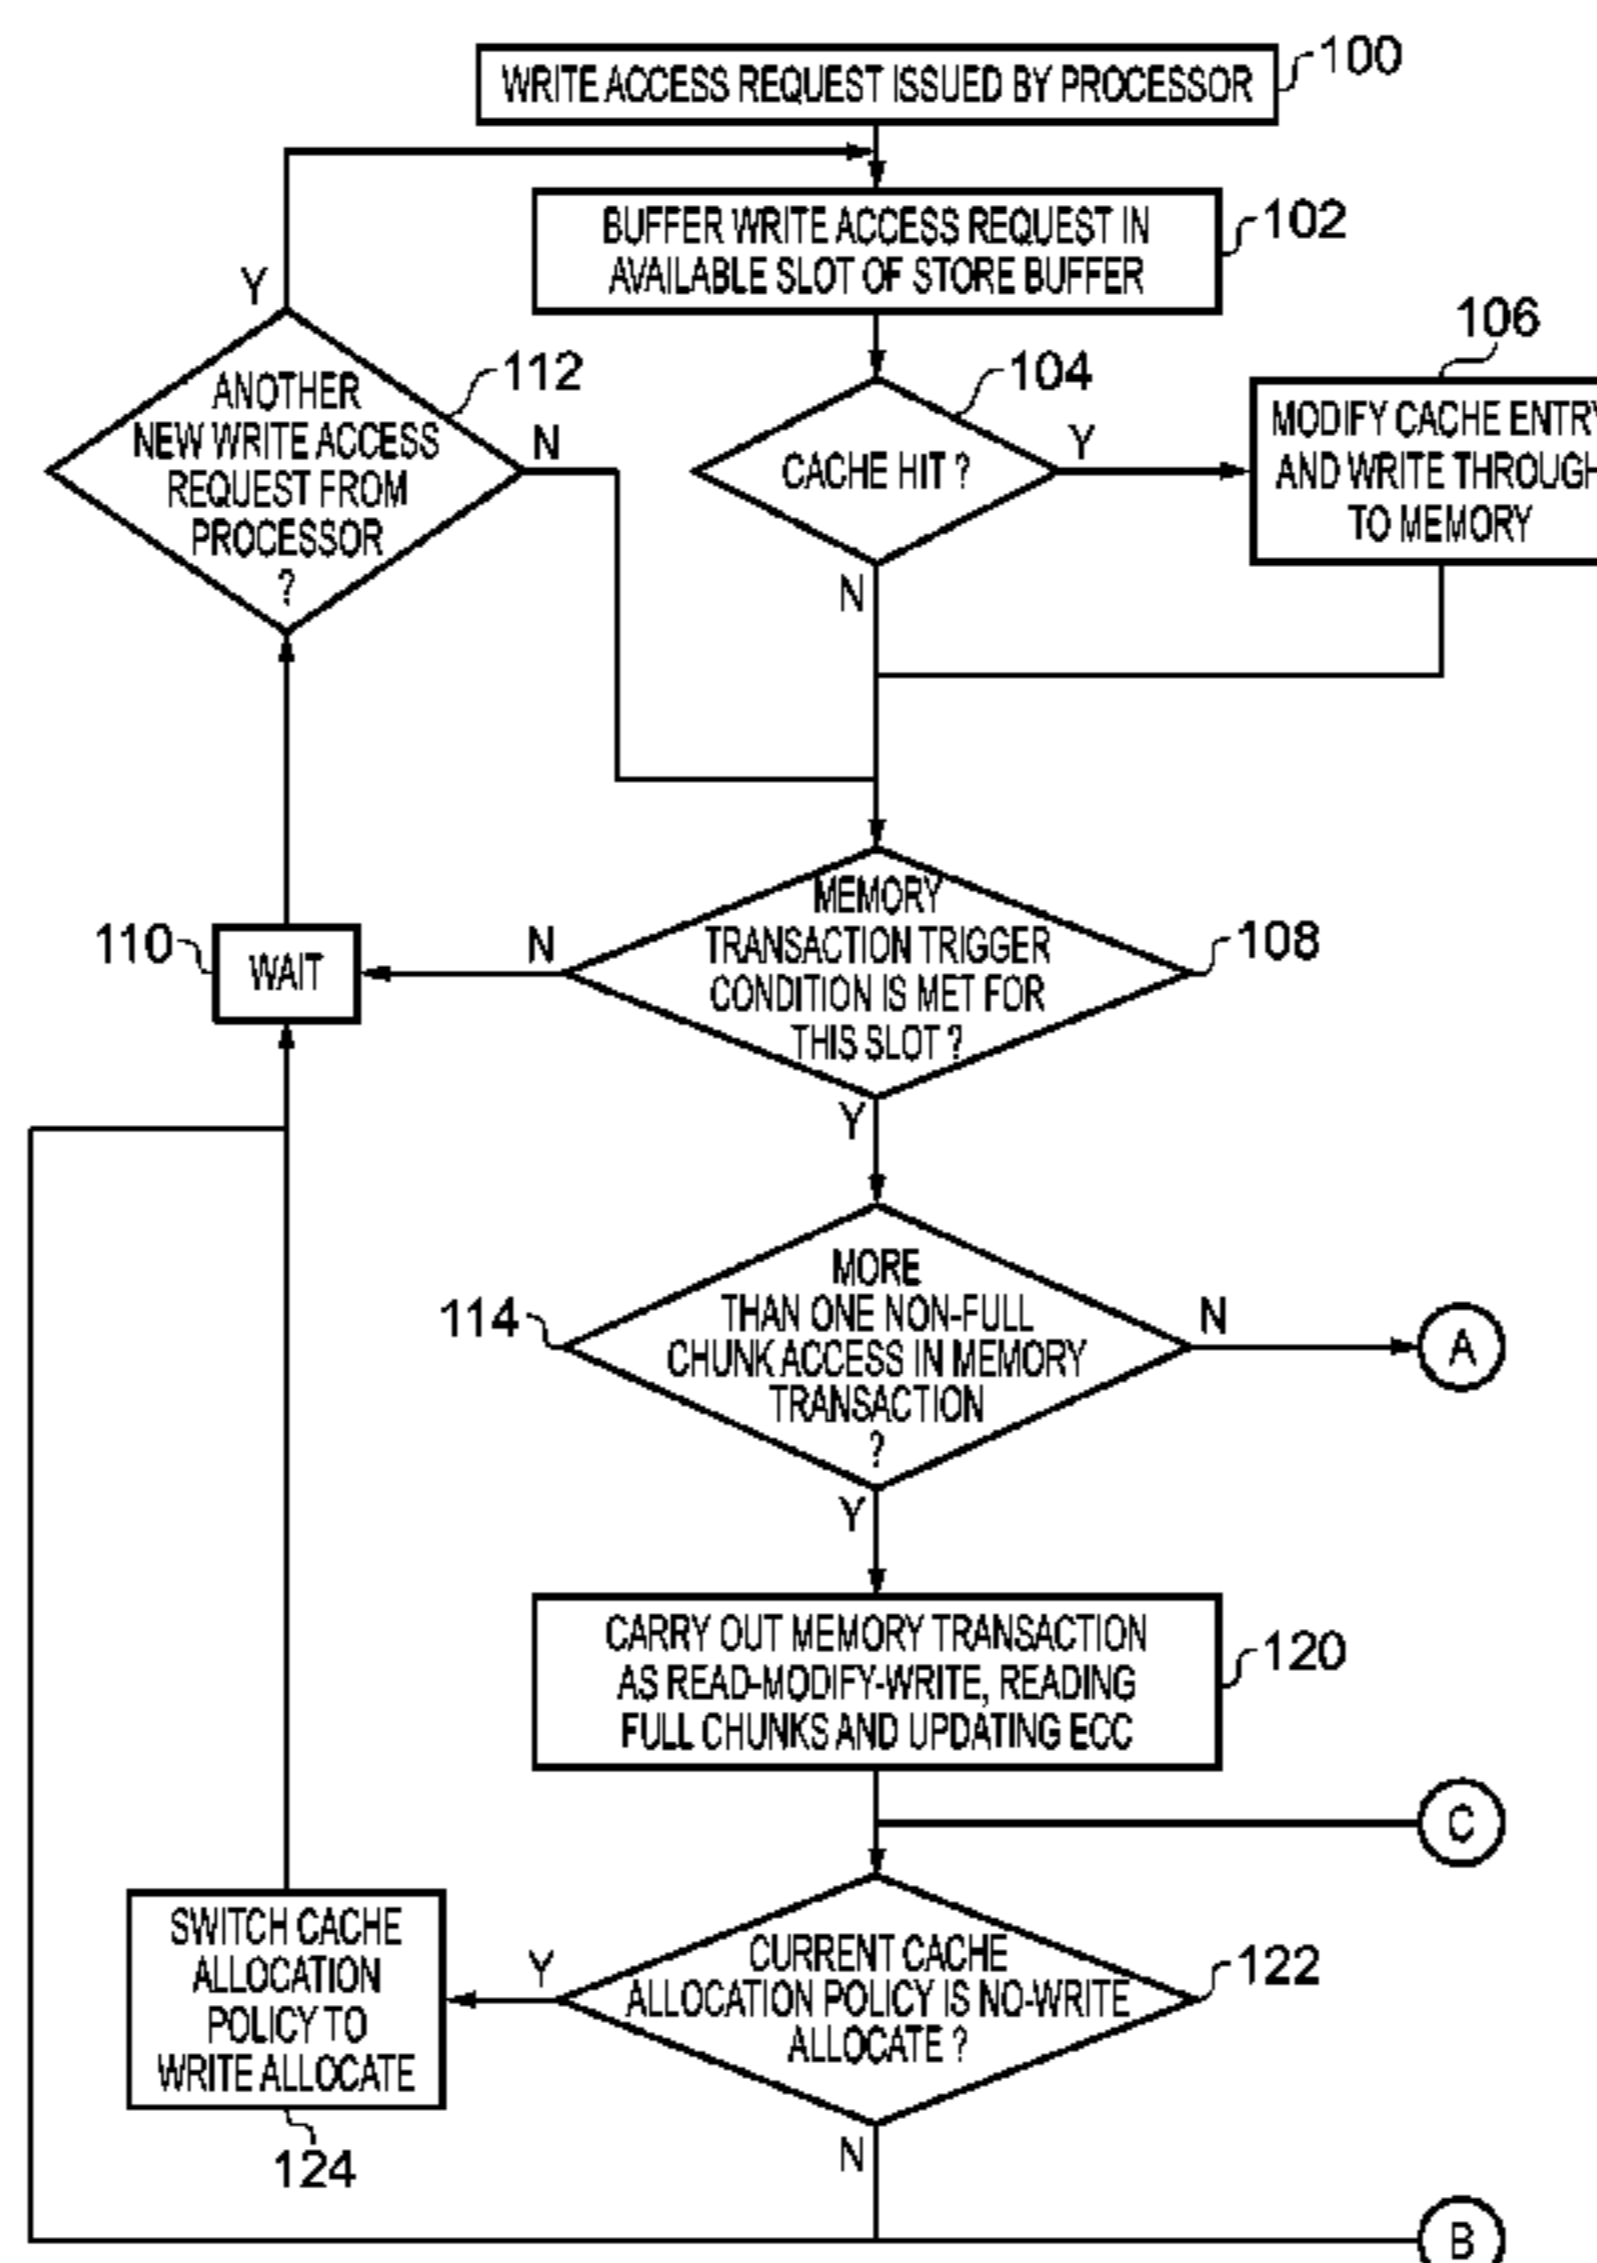 WRITE ACCESS REQUEST ISSUED BY PROCESSOR
100
BUFFER WRITE ACCESS REQUEST IN
AVAILABLE SLOT OF STORE BUFFER
102
Y
ANOTHER
NEW WRITE ACCESS
REQUEST FROM
PROCESSOR
?
112
N
CACHE HIT ?
104
Y
N
106
MODIFY CACHE ENTRY
AND WRITE THROUGH
TO MEMORY
110
WAIT
N
MEMORY
TRANSACTION TRIGGER
CONDITION IS MET FOR
THIS SLOT ?
108
Y
114
MORE
THAN ONE NON-FULL
CHUNK ACCESS IN MEMORY
TRANSACTION
?
N
A
Y
CARRY OUT MEMORY TRANSACTION
AS READ-MODIFY-WRITE, READING
FULL CHUNKS AND UPDATING ECC
120
C
SWITCH CACHE
ALLOCATION
POLICY TO
WRITE ALLOCATE
124
Y
CURRENT CACHE
ALLOCATION POLICY IS NO-WRITE
ALLOCATE ?
122
N
B